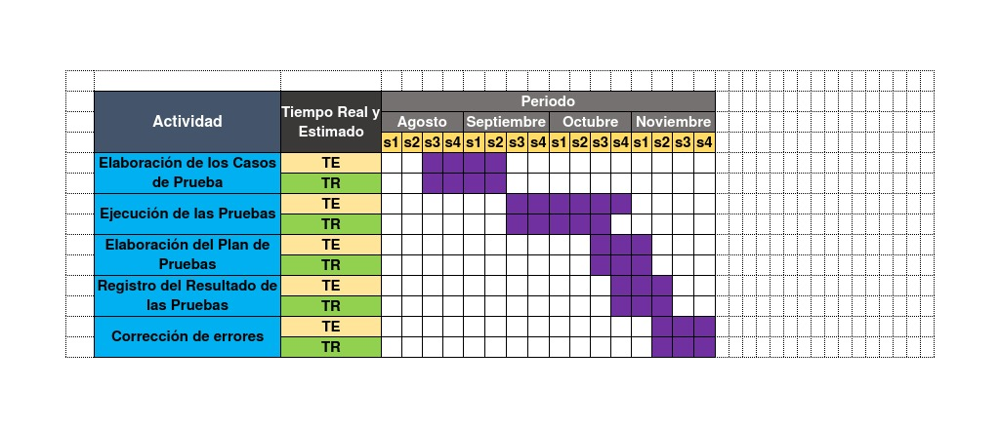 Actividad
Tiempo Real y
Estimado
Periodo
Agosto Septiembre Octubre Noviembre
s1 s2 s3 s4 s1 s2 s3 s4 s1 s2 s3 s4 s1 s2 s3 s4
Elaboración de los Casos
de Prueba
TE
TR
Ejecución de las Pruebas
TE
TR
Elaboración del Plan de
Pruebas
TE
TR
Registro del Resultado de
las Pruebas
TE
TR
Corrección de errores
TE
TR